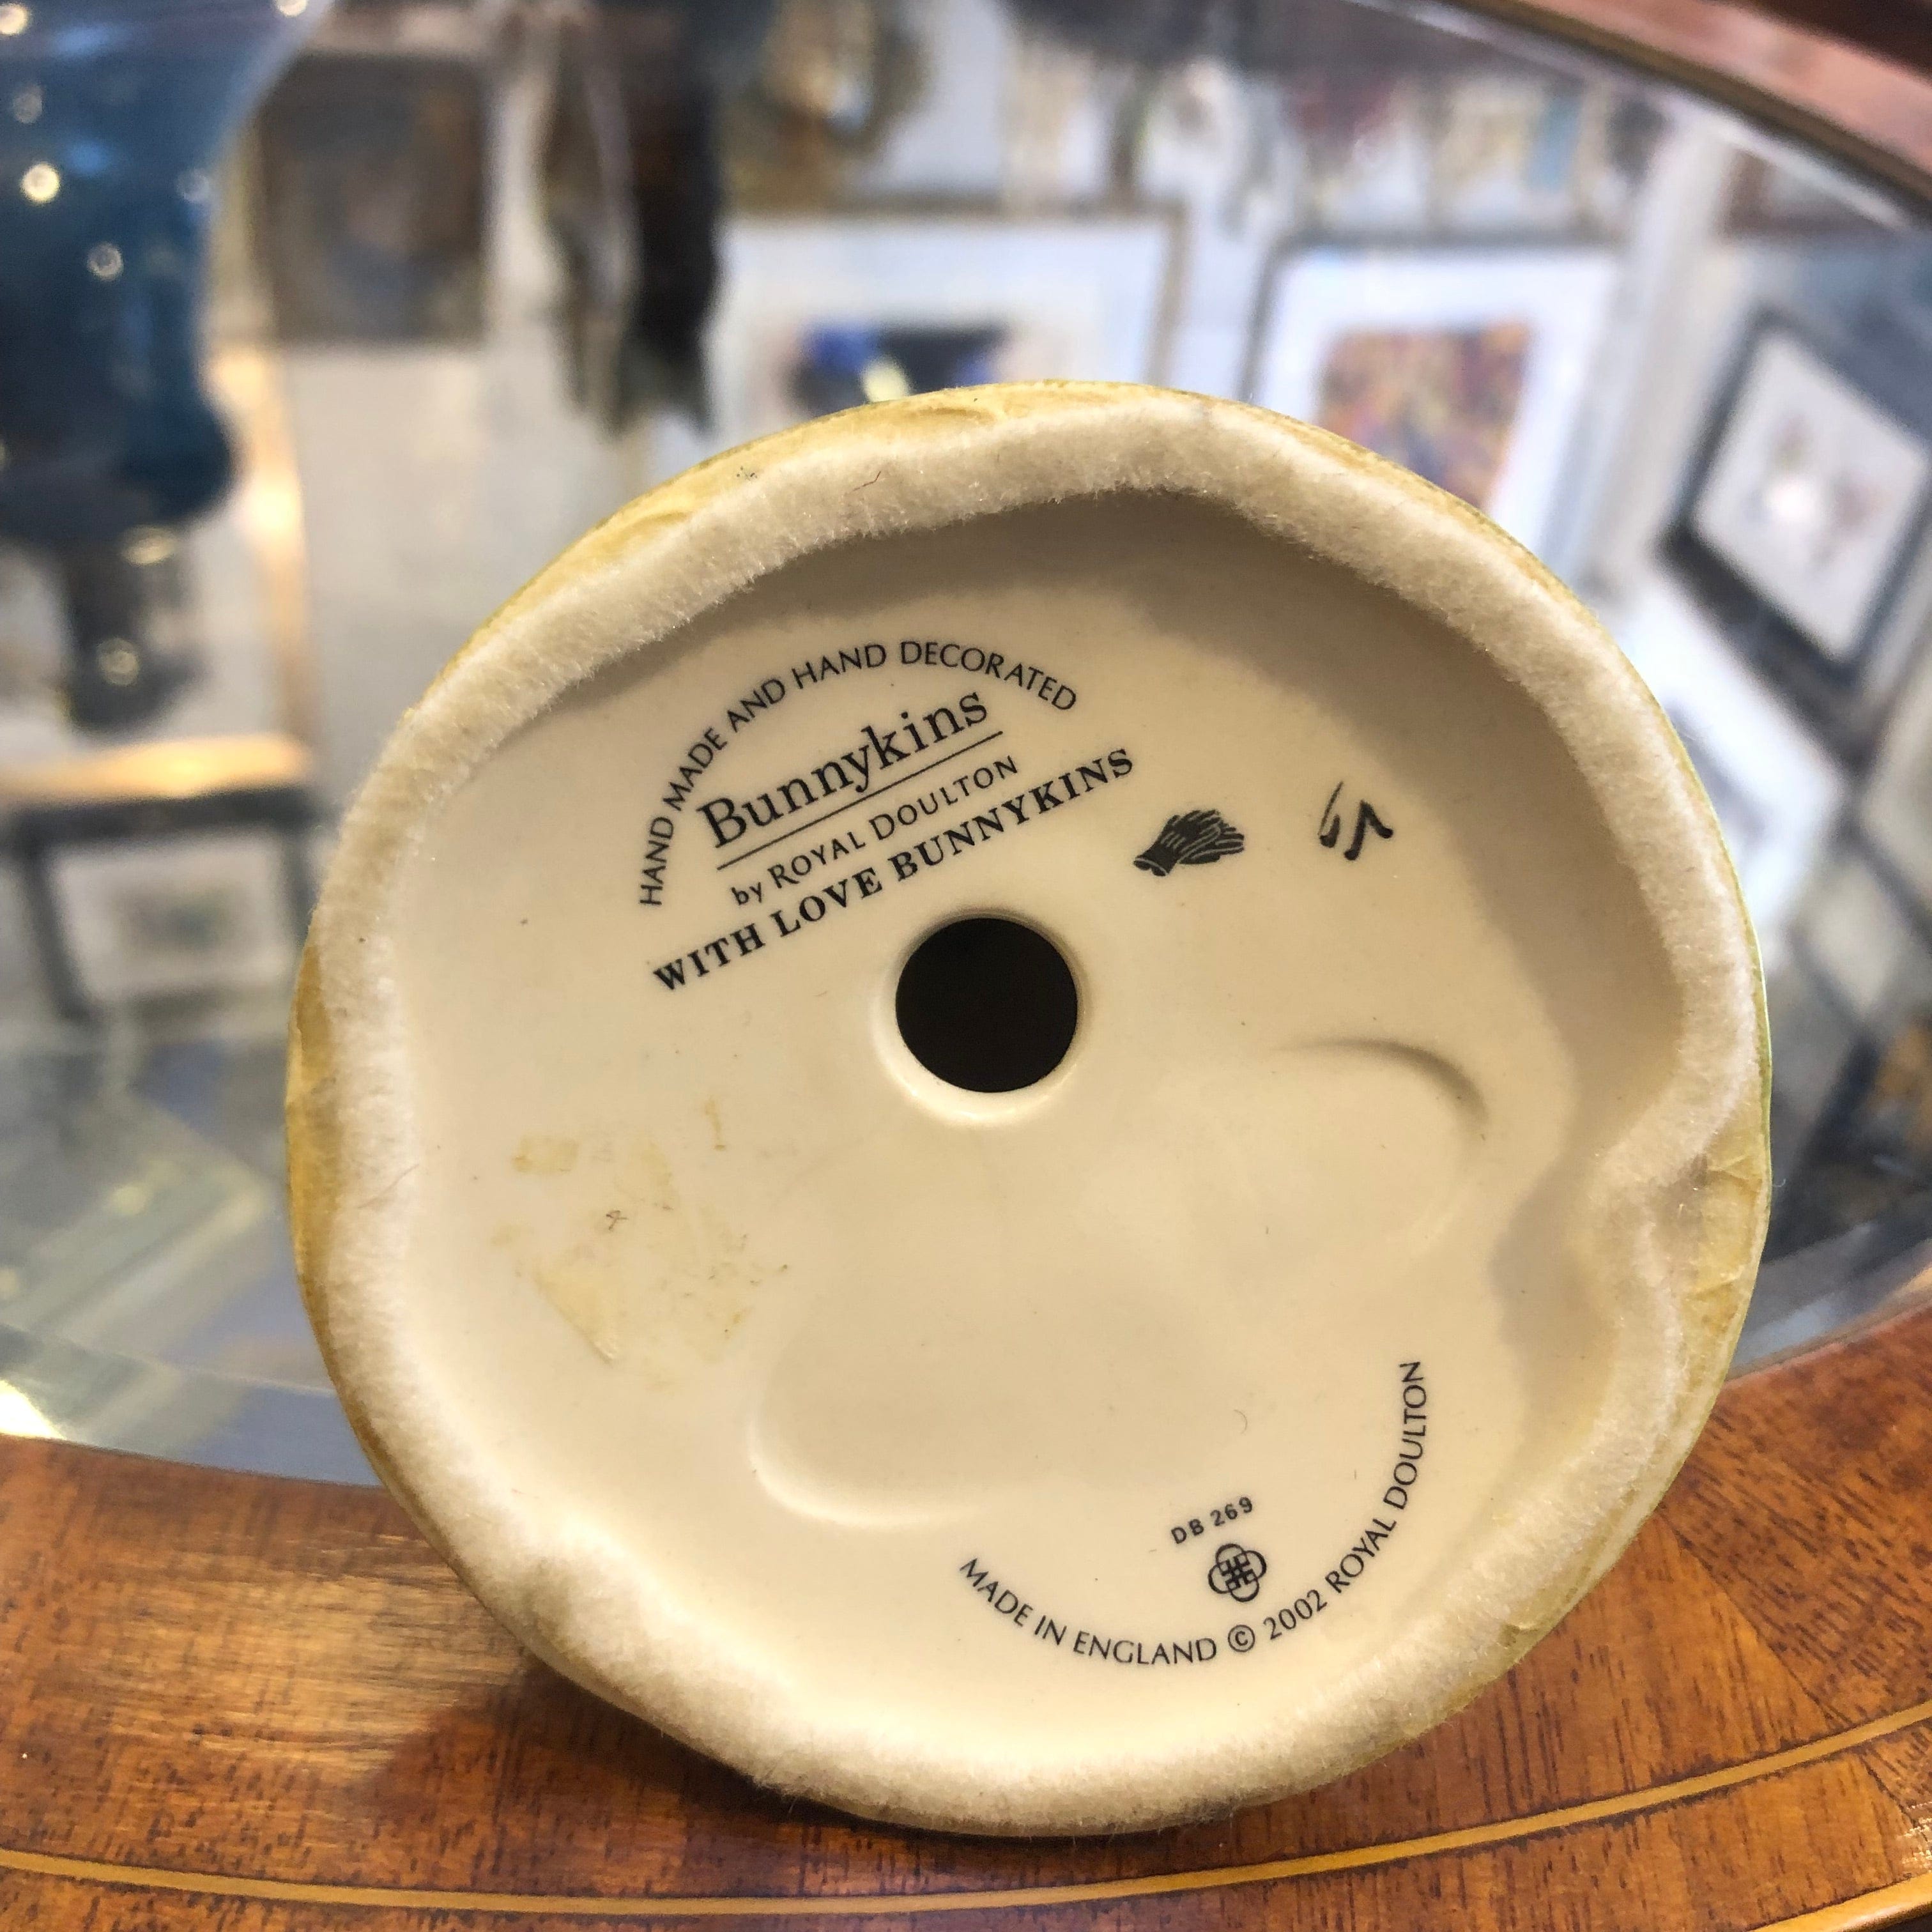 HAND MADE AND HAND DECORATED
Bunnykins
by ROYAL DOULTON
WITH LOVE BUNNYKINS
DB 269
MADE IN ENGLAND © 2002 ROYAL DOULTON